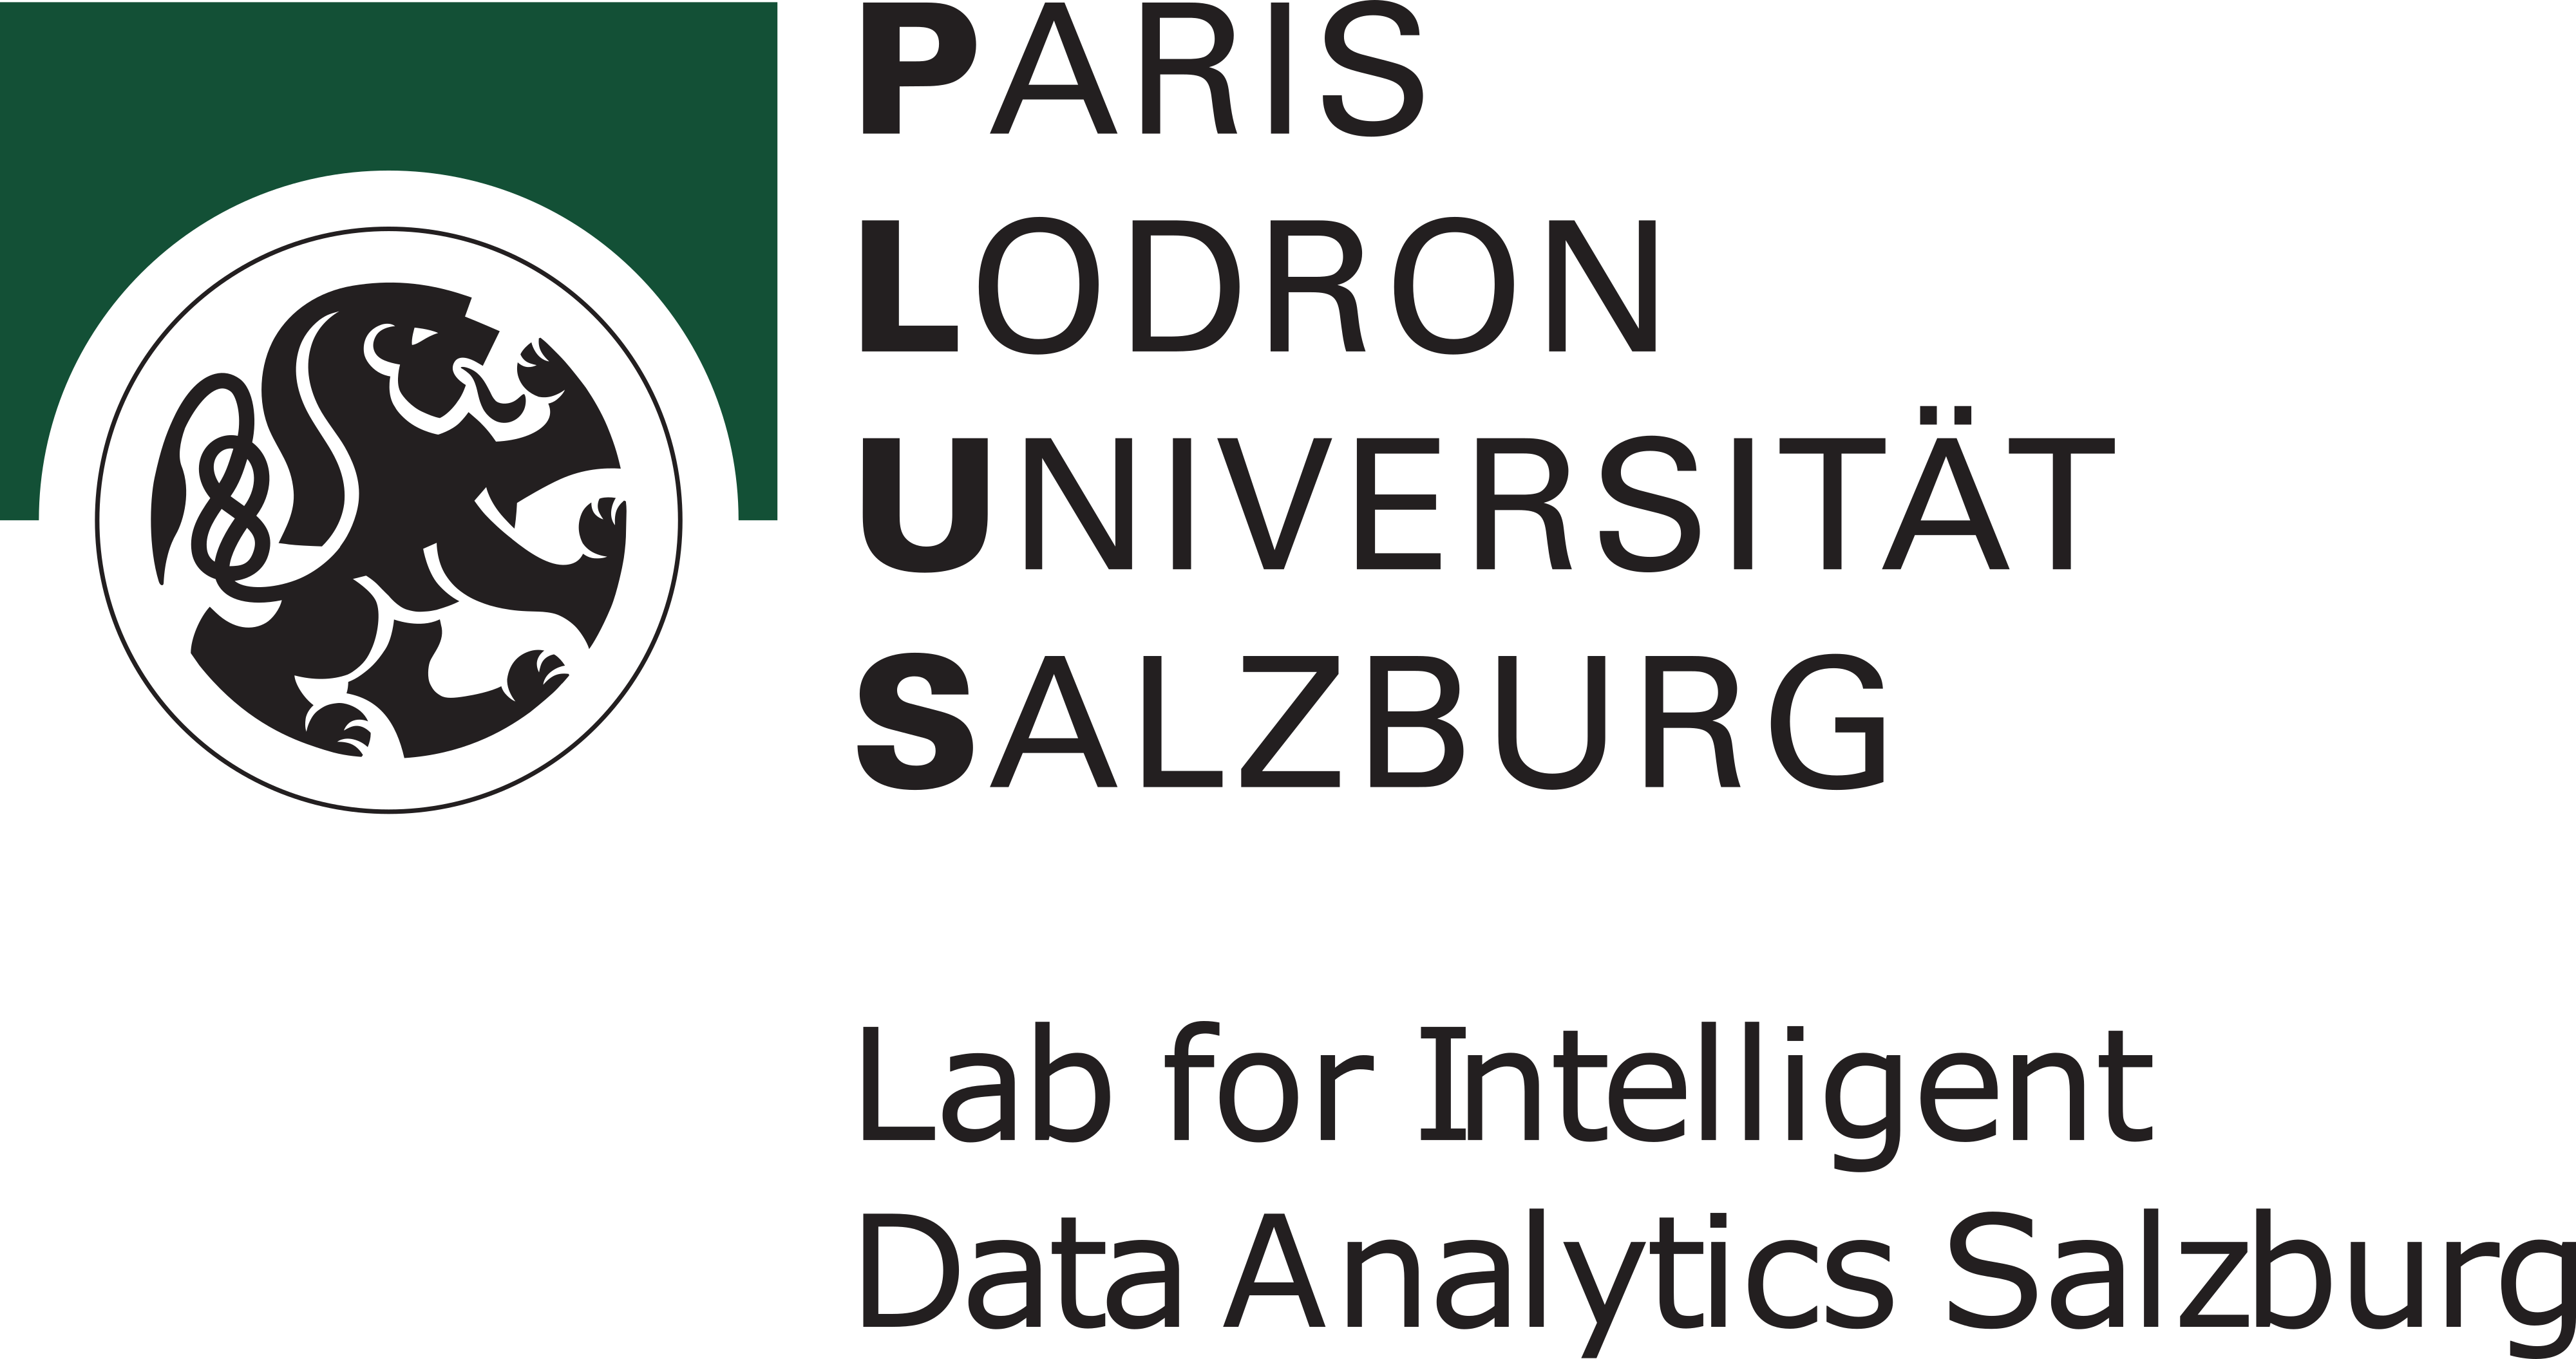 PARIS
LODRON
UNIVERSITÄT
SALZBURG
Lab for Intelligent
Data Analytics Salzburg